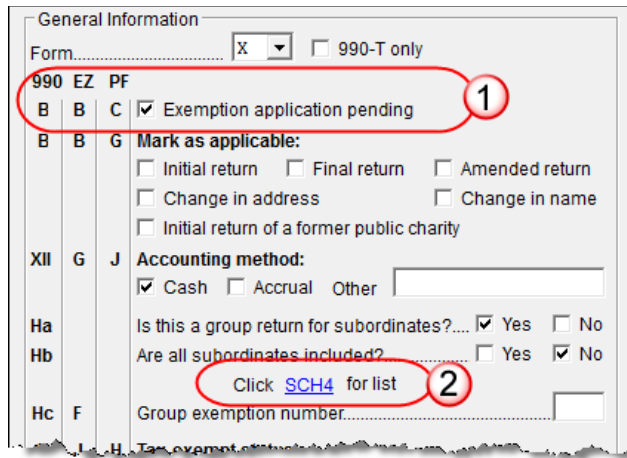 General Information
Form.............................. X 990-T only
990 EZ PF
B B C Exemption application pending 1
B B G Mark as applicable:
Initial return Final return Amended return
Change in address Change in name
Initial return of a former public charity
XII G J Accounting method:
Cash Accrual Other
Ha Is this a group return for subordinates?.... Yes No
Hb Are all subordinates included?................ Yes No
Click SCH4 for list 2
Hc F Group exemption number.......................................
J H Tax exempt status